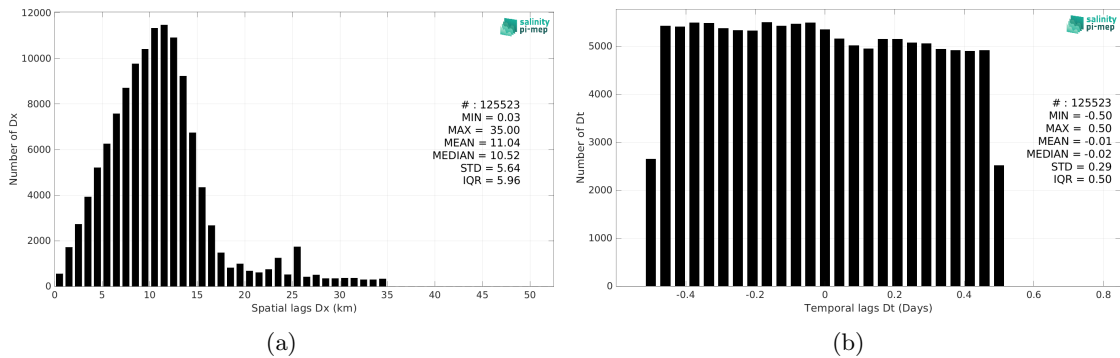 12000
10000
8000
6000
4000
2000
0
Number of Dx
salinity
pi-mep
# : 125523
MIN = 0.03
MAX = 35.00
MEAN = 11.04
MEDIAN = 10.52
STD = 5.64
IQR = 5.96
0 5 10 15 20 25 30 35 40 45 50
Spatial lags Dx (km)
(a)
5000
4000
3000
2000
1000
0
Number of Dt
salinity
pi-mep
# : 125523
MIN = -0.50
MAX = 0.50
MEAN = -0.01
MEDIAN = -0.02
STD = 0.29
IQR = 0.50
-0.4 -0.2 0 0.2 0.4 0.6 0.8
Temporal lags Dt (Days)
(b)